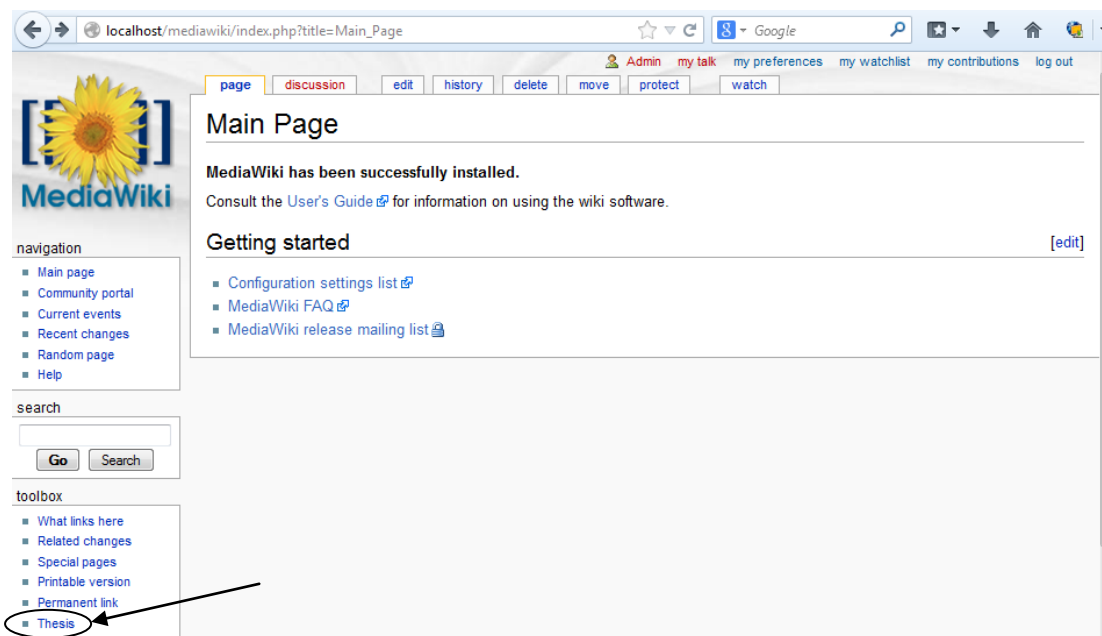 localhost/mediawiki/index.php?title=Main_Page
8 Google
Admin my talk my preferences my watchlist my contributions log out
page discussion edit history delete move protect watch
[[ ]]
MediaWiki
Main Page
MediaWiki has been successfully installed.
Consult the User's Guide for information on using the wiki software.
Getting started [edit]
Configuration settings list
MediaWiki FAQ
MediaWiki release mailing list
navigation
Main page
Community portal
Current events
Recent changes
Random page
Help
search
Go Search
toolbox
What links here
Related changes
Special pages
Printable version
Permanent link
Thesis